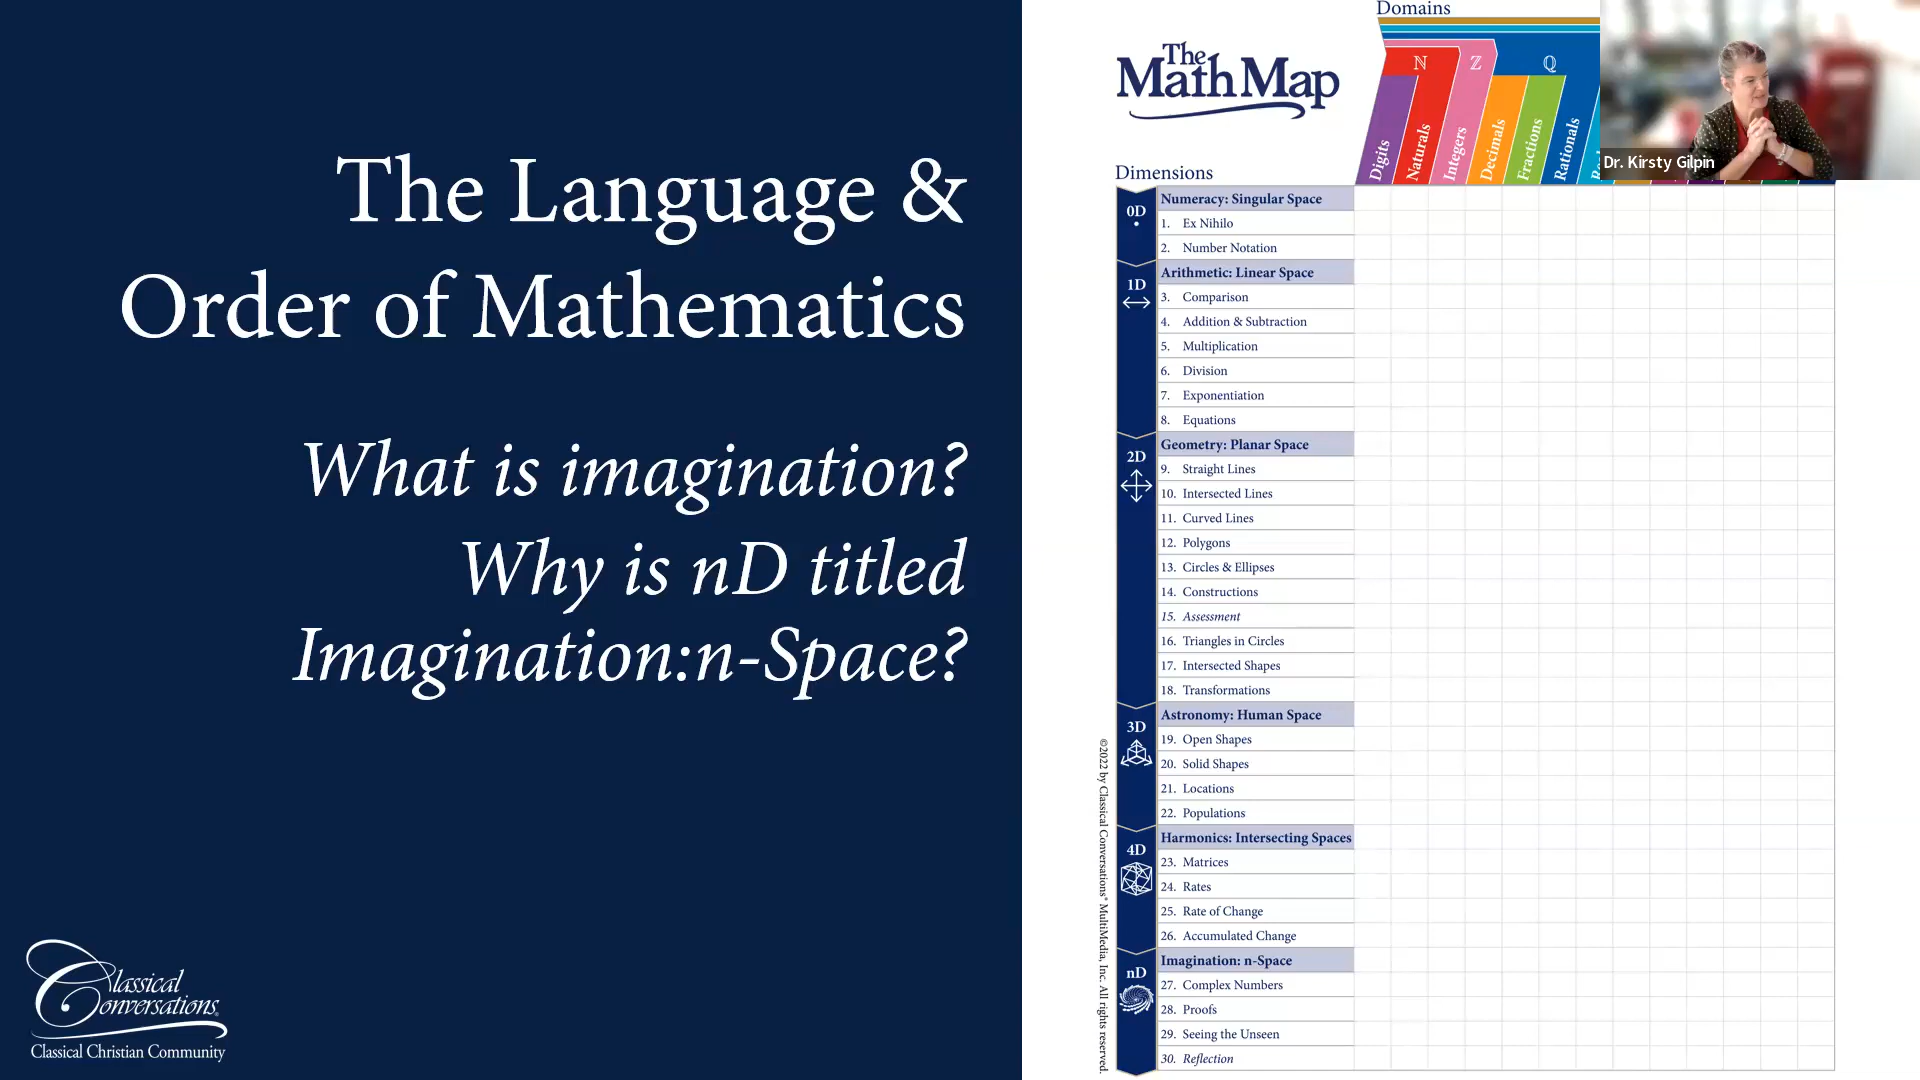 The Language &
Order of Mathematics
What is imagination?
Why is nD titled
Imagination:n-Space?
Classical
Conversations®
Classical Christian Community
The
Math Map
Domains
ℕ
ℤ
ℚ
Digits
Naturals
Integers
Decimals
Fractions
Rationals
Dr. Kirsty Gilpin
Dimensions
0D
Numeracy: Singular Space
1. Ex Nihilo
2. Number Notation
1D
Arithmetic: Linear Space
3. Comparison
4. Addition & Subtraction
5. Multiplication
6. Division
7. Exponentiation
8. Equations
2D
Geometry: Planar Space
9. Straight Lines
10. Intersected Lines
11. Curved Lines
12. Polygons
13. Circles & Ellipses
14. Constructions
15. Assessment
16. Triangles in Circles
17. Intersected Shapes
18. Transformations
3D
Astronomy: Human Space
19. Open Shapes
20. Solid Shapes
21. Locations
22. Populations
4D
Harmonics: Intersecting Spaces
23. Matrices
24. Rates
25. Rate of Change
26. Accumulated Change
nD
Imagination: n-Space
27. Complex Numbers
28. Proofs
29. Seeing the Unseen
30. Reflection
©2022 by Classical Conversations® MultiMedia, Inc. All rights reserved.